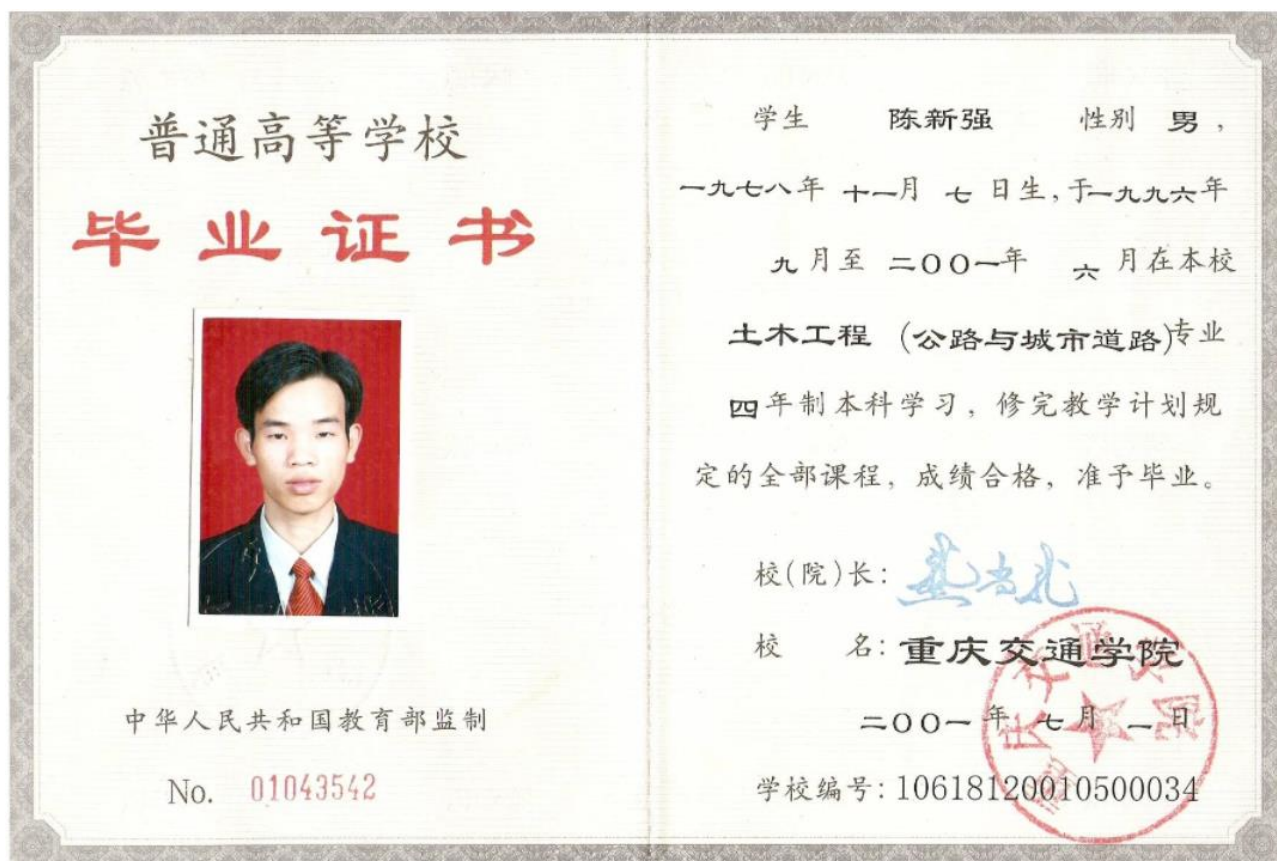 普通高等学校
毕业证书
中华人民共和国教育部监制
No. 01043542
学生 陈新强 性别 男，
一九七八年 十一月 七 日生，于一九九六年
九月至 二〇〇一年 六 月在本校
土木工程 (公路与城市道路)专业
四年制本科学习，修完教学计划规
定的全部课程，成绩合格，准予毕业。
校(院)长：
校 名：重庆交通学院
二〇〇一年 七月 一日
学校编号：106181200105000034